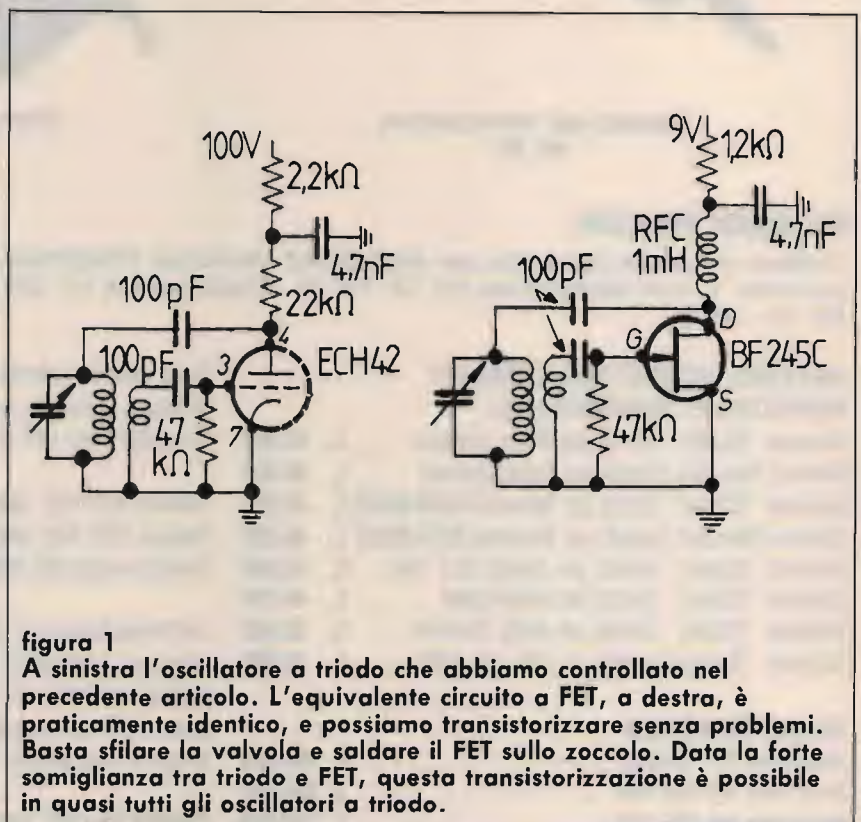 100V
2,2kΩ
4,7nF
22kΩ
100pF
100pF
4
3
ECH42
7
47
kΩ
9V
1,2kΩ
4,7nF
RFC
1mH
100pF
D
G
BF245C
S
47kΩ
figura 1
A sinistra l'oscillatore a triodo che abbiamo controllato nel
precedente articolo. L'equivalente circuito a FET, a destra, è
praticamente identico, e possiamo transistorizzare senza problemi.
Basta sfilare la valvola e saldare il FET sullo zoccolo. Data la forte
somiglianza tra triodo e FET, questa transistorizzazione è possibile
in quasi tutti gli oscillatori a triodo.